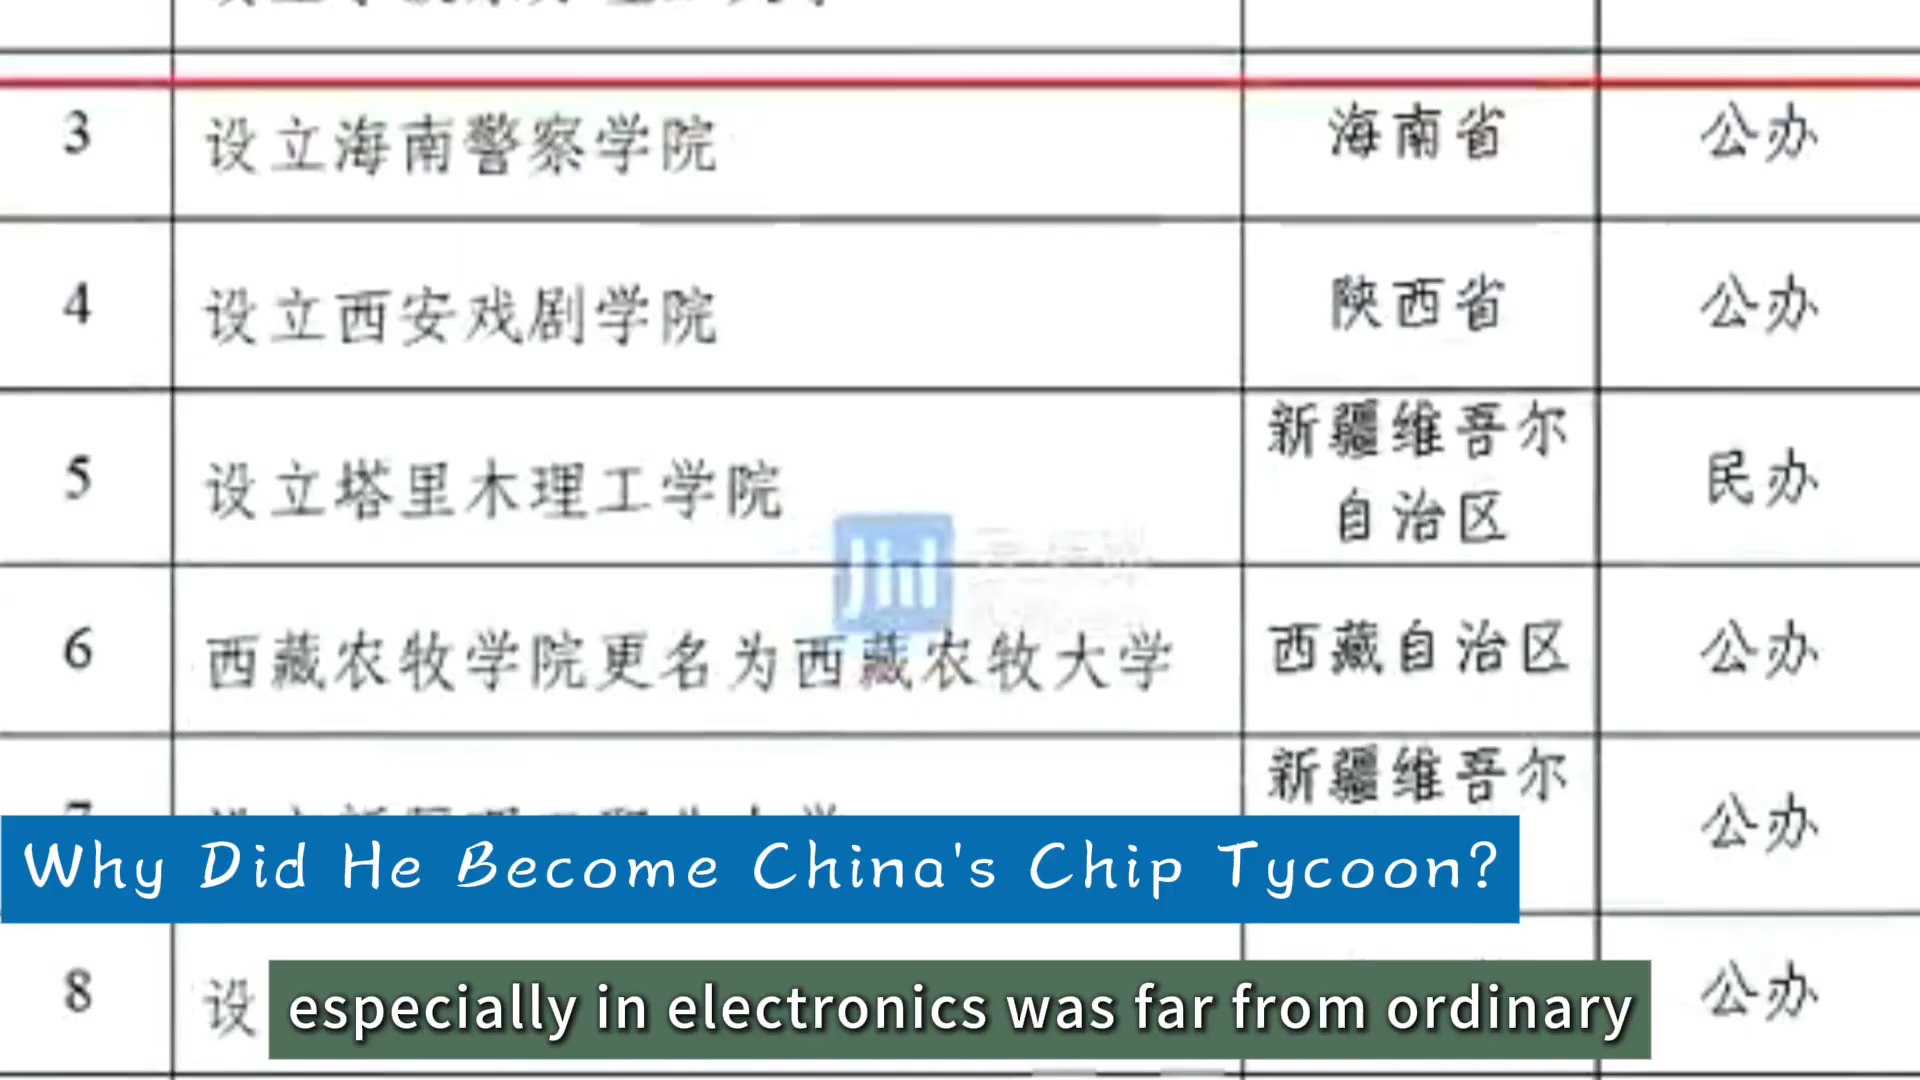 3 设立海南警察学院 海南省 公办
4 设立西安戏剧学院 陕西省 公办
5 设立塔里木理工学院 新疆维吾尔自治区 民办
6 西藏农牧学院更名为西藏农牧大学 西藏自治区 公办
新疆维吾尔 公办
Why Did He Become China's Chip Tycoon?
8 设 公办
especially in electronics was far from ordinary